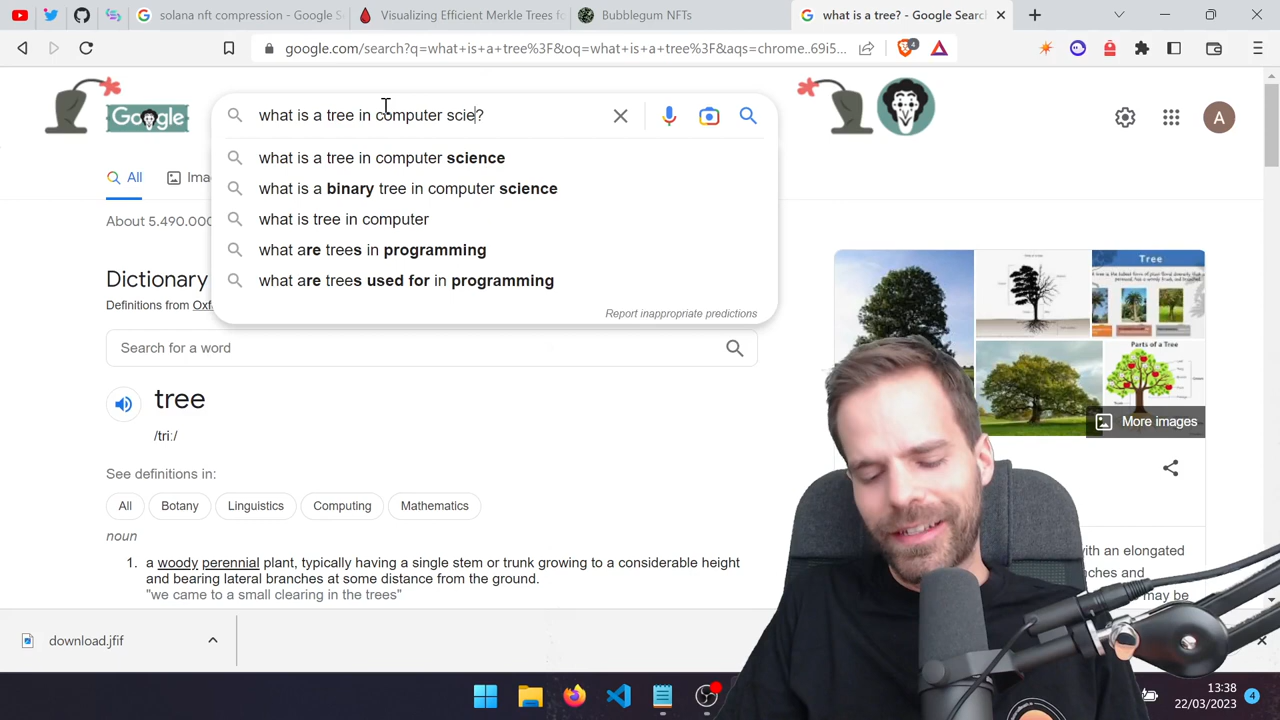 solana nft compression - Google S
Visualizing Efficient Merkle Trees fo
Bubblegum NFTs
what is a tree? - Google Searc
google.com/search?q=what+is+a+tree%3F&oq=what+is+a+tree%3F&aqs=chrome..69i5...
4
Google
what is a tree in computer scie?
what is a tree in computer science
what is a binary tree in computer science
what is tree in computer
what are trees in programming
what are trees used for in programming
Report inappropriate predictions
A
All
Ima
About 5.490.000
Dictionary
Definitions from Oxf
Search for a word
tree
/triː/
See definitions in:
All
Botany
Linguistics
Computing
Mathematics
noun
1. a woody perennial plant, typically having a single stem or trunk growing to a considerable height
and bearing lateral branches at some distance from the ground.
"we came to a small clearing in the trees"
Tree
Parts of a Tree
More images
with an elongated
nches and
may be
download.jfif
13:38
22/03/2023
4